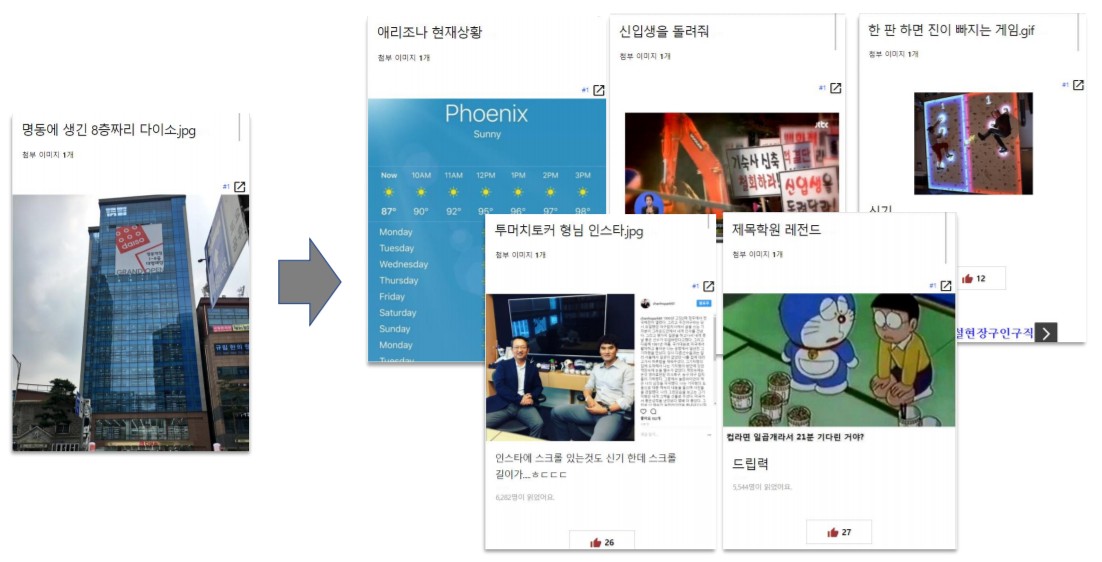 명동에 생긴 8층짜리 다이소.jpg
첨부 이미지 1개
#1
daiso
GRAND OPEN
애리조나 현재상황
첨부 이미지 1개
#1
Phoenix
Sunny
Now 10AM 11AM 12PM 1PM 2PM 3PM
87° 90° 92° 95° 96° 97° 98°
Monday
Tuesday
Wednesday
Thursday
Friday
Saturday
Sunday
Monday
Tuesday
신입생을 돌려줘
첨부 이미지 1개
#1
jtbc
기숙사 신축
철회하라!
신입생을
돌려달라!
한 판 하면 진이 빠지는 게임.gif
첨부 이미지 1개
#1
신기
12
설현장구인구직
투머치토커 형님 인스타.jpg
첨부 이미지 1개
#1
인스타에 스크롤 있는것도 신기 한데 스크롤
길이가....ㅎㄷㄷㄷ
6,282명이 읽었어요.
26
제목학원 레전드
첨부 이미지 1개
#1
컵라면 일곱개라서 21분 기다린 거야?
드립력
5,544명이 읽었어요.
27